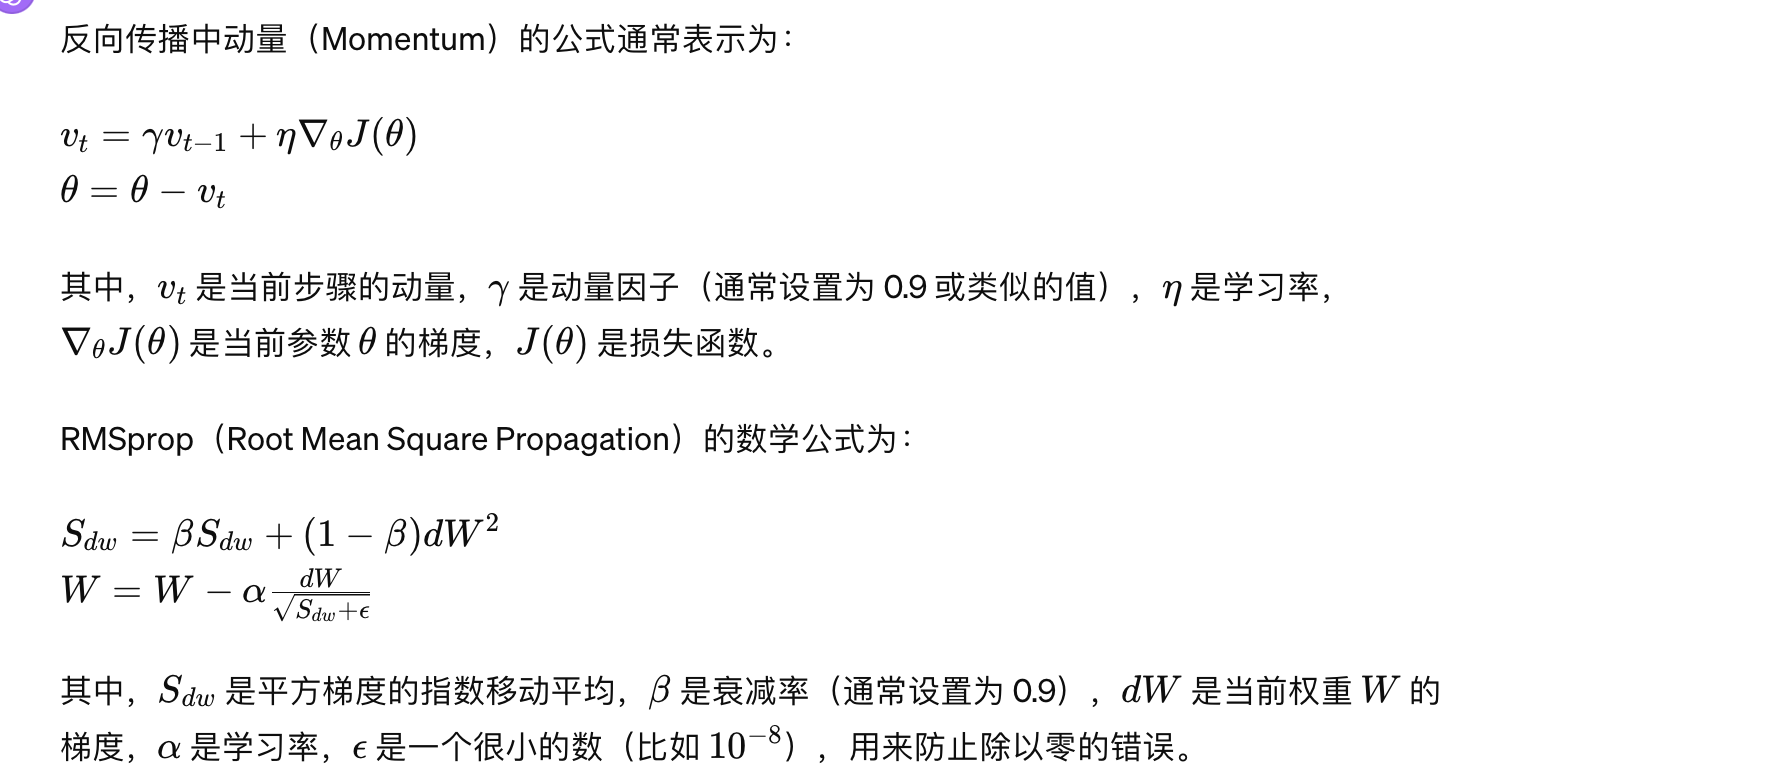 反向传播中动量（Momentum）的公式通常表示为：
$v_t = \gamma v_{t-1} + \eta \nabla_\theta J(\theta)$
$\theta = \theta - v_t$
其中，$v_t$ 是当前步骤的动量，$\gamma$ 是动量因子（通常设置为 0.9 或类似的值），$\eta$ 是学习率，
$\nabla_\theta J(\theta)$ 是当前参数 $\theta$ 的梯度，$J(\theta)$ 是损失函数。
RMSprop（Root Mean Square Propagation）的数学公式为：
$S_{dw} = \beta S_{dw} + (1 - \beta)dW^2$
$W = W - \alpha \frac{dW}{\sqrt{S_{dw}+\epsilon}}$
其中，$S_{dw}$ 是平方梯度的指数移动平均，$\beta$ 是衰减率（通常设置为 0.9），$dW$ 是当前权重 $W$ 的
梯度，$\alpha$ 是学习率，$\epsilon$ 是一个很小的数（比如 $10^{-8}$），用来防止除以零的错误。